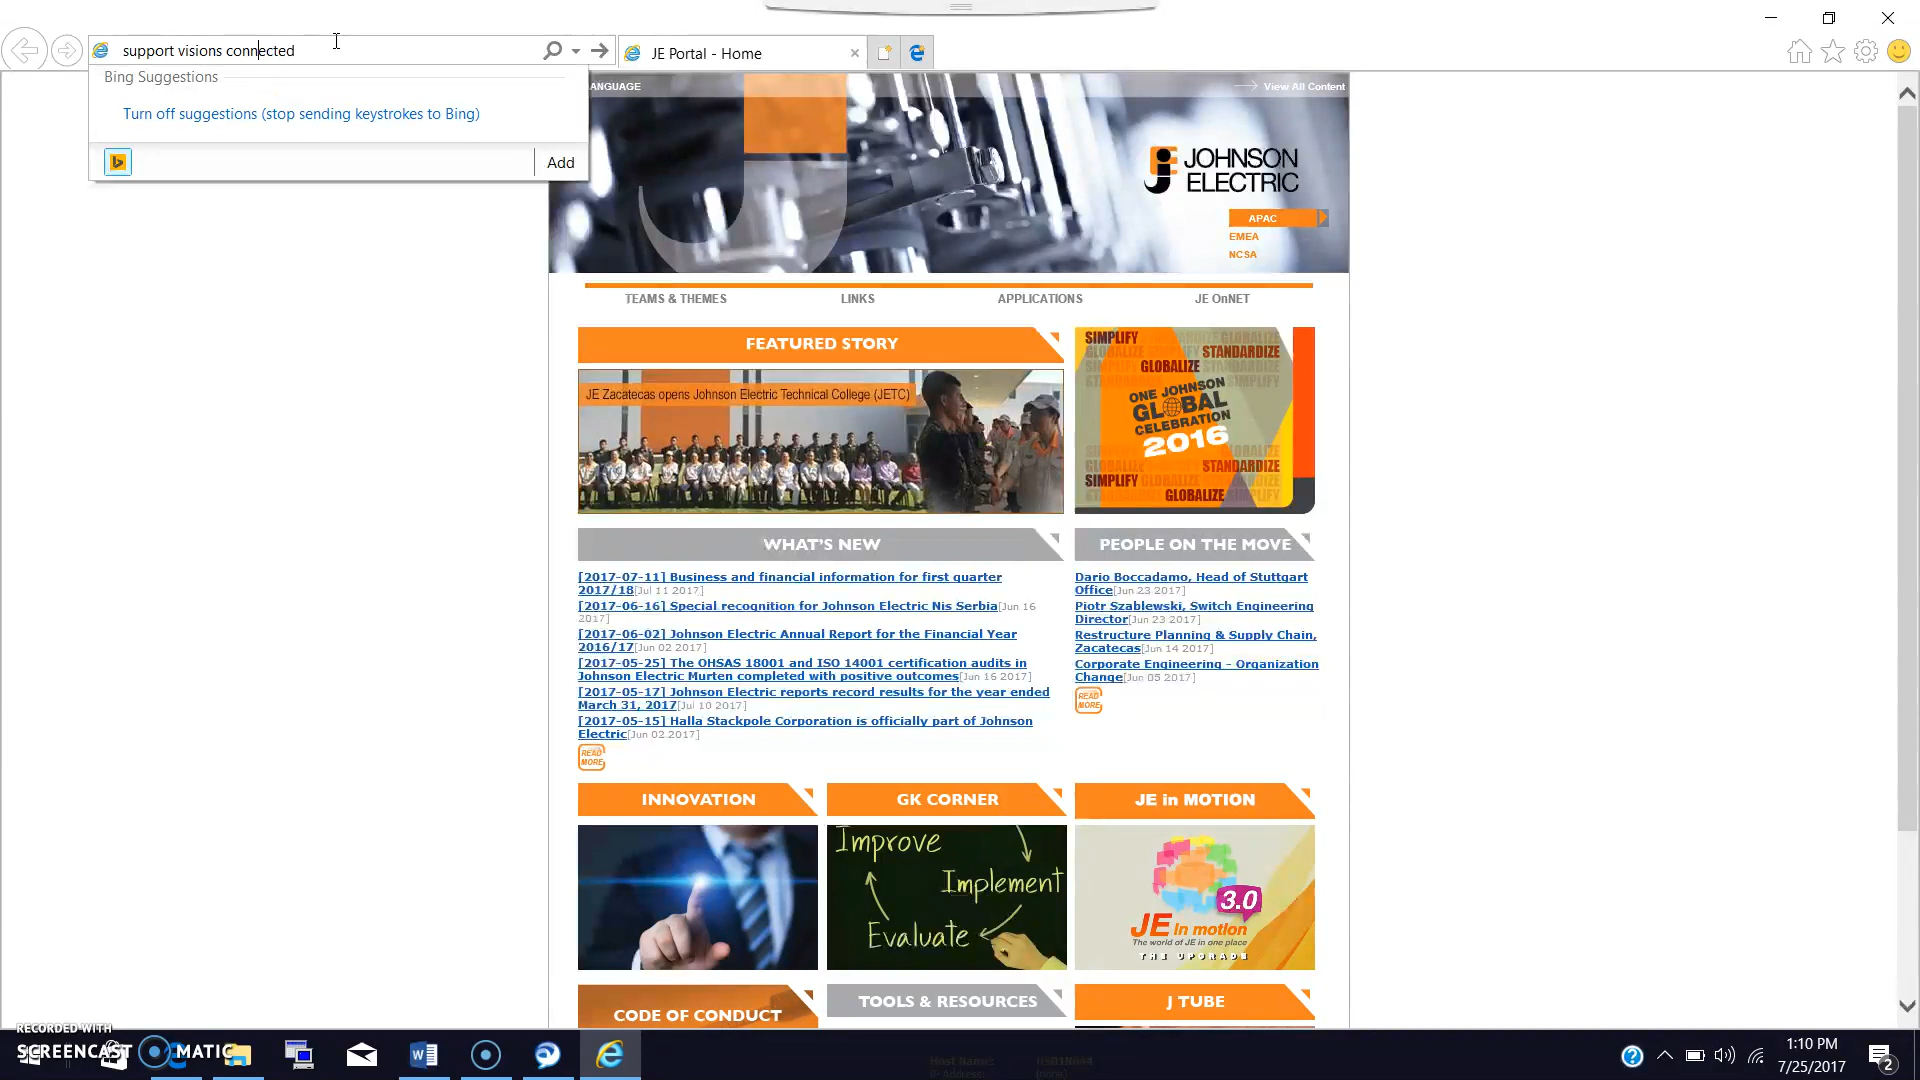 support visions connected
JE Portal - Home
Bing Suggestions
Turn off suggestions (stop sending keystrokes to Bing)
Add
ANGUAGE
View All Content
JOHNSON
ELECTRIC
APAC
EMEA
NCSA
TEAMS & THEMES
LINKS
APPLICATIONS
JE OnNET
FEATURED STORY
JE Zacatecas opens Johnson Electric Technical College (JETC)
SIMPLIFY
STANDARDIZE
GLOBALIZE
ONE JOHNSON
GLOBAL
CELEBRATION
2016
STANDARDIZE
SIMPLIFY
GLOBALIZE
WHAT'S NEW
[2017-07-11] Business and financial information for first quarter
2017/18[Jul 11 2017]
[2017-06-16] Special recognition for Johnson Electric Nis Serbia[Jun 16
2017]
[2017-06-02] Johnson Electric Annual Report for the Financial Year
2016/17[Jun 02 2017]
[2017-05-25] The OHSAS 18001 and ISO 14001 certification audits in
Johnson Electric Murten completed with positive outcomes[Jun 16 2017]
[2017-05-17] Johnson Electric reports record results for the year ended
March 31, 2017[Jul 10 2017]
[2017-05-15] Halla Stackpole Corporation is officially part of Johnson
Electric[Jun 02 2017]
READ
MORE
PEOPLE ON THE MOVE
Dario Boccadamo, Head of Stuttgart
Office[Jun 23 2017]
Piotr Szablewski, Switch Engineering
Director[Jun 23 2017]
Restructure Planning & Supply Chain,
Zacatecas[Jun 14 2017]
Corporate Engineering - Organization
Change[Jun 05 2017]
READ
MORE
INNOVATION
GK CORNER
JE in MOTION
Improve
Implement
Evaluate
3.0
JE In motion
The world of JE in one place
THE UPGRADE
CODE OF CONDUCT
TOOLS & RESOURCES
J TUBE
RECORDED WITH
SCREENCAST MATIC
Host Name:
IP Address:
(none)
1:10 PM
7/25/2017
2